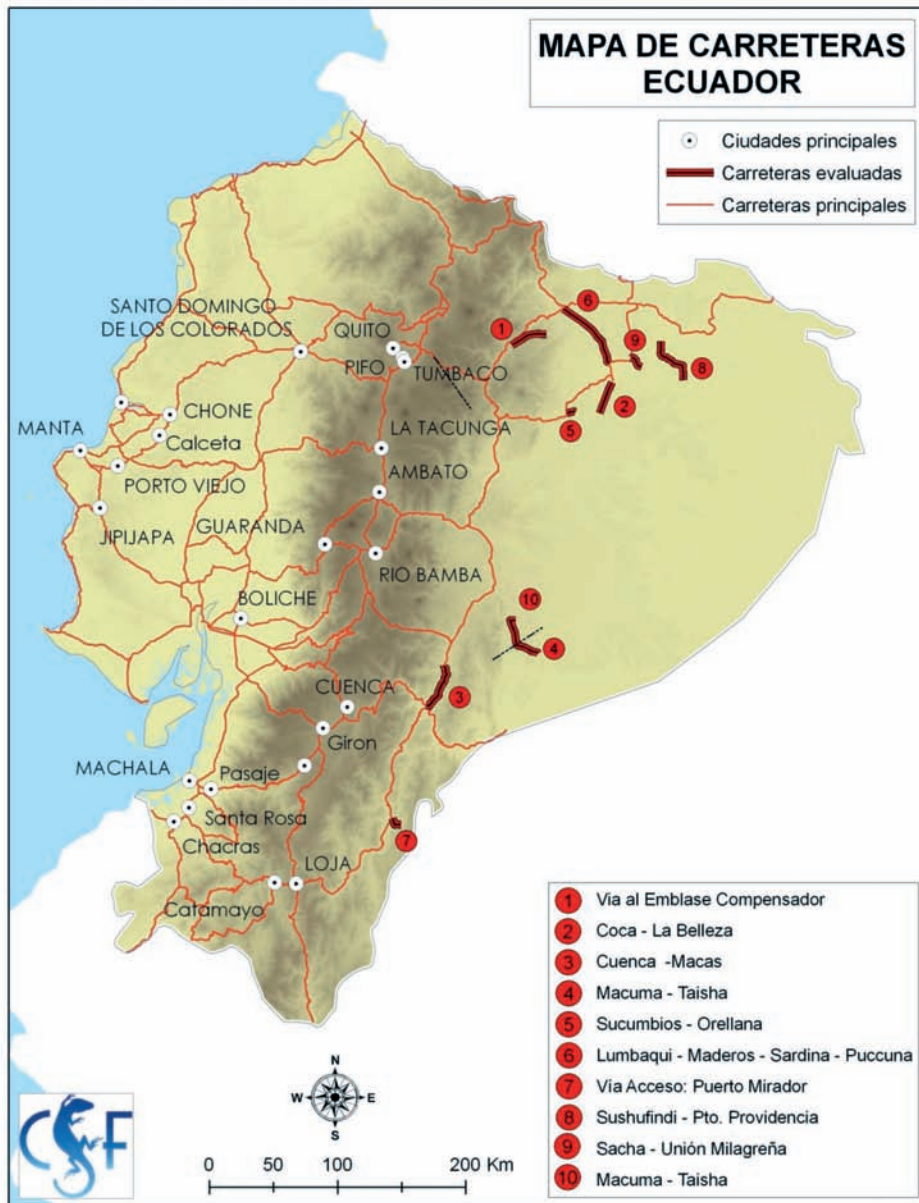 MAPA DE CARRETERAS
ECUADOR
Ciudades principales
Carreteras evaluadas
Carreteras principales
SANTO DOMINGO
DE LOS COLORADOS
QUITO
PIFO
TUMBACO
1
6
9
8
2
5
MANTA
CHONE
Calceta
LA TACUNGA
PORTO VIEJO
AMBATO
JIPIJAPA
GUARANDA
RIO BAMBA
BOLICHE
10
4
CUENCA
3
Giron
MACHALA
Pasaje
Santa Rosa
Chacras
7
LOJA
Catamayo
1 Via al Emblase Compensador
2 Coca - La Belleza
3 Cuenca -Macas
4 Macuma - Taisha
5 Sucumbios - Orellana
6 Lumbaqui - Maderos - Sardina - Puccuna
7 Via Acceso: Puerto Mirador
8 Sushufindi - Pto. Providencia
9 Sacha - Unión Milagreña
10 Macuma - Taisha
N
W E
S
CSF
0 50 100 200 Km